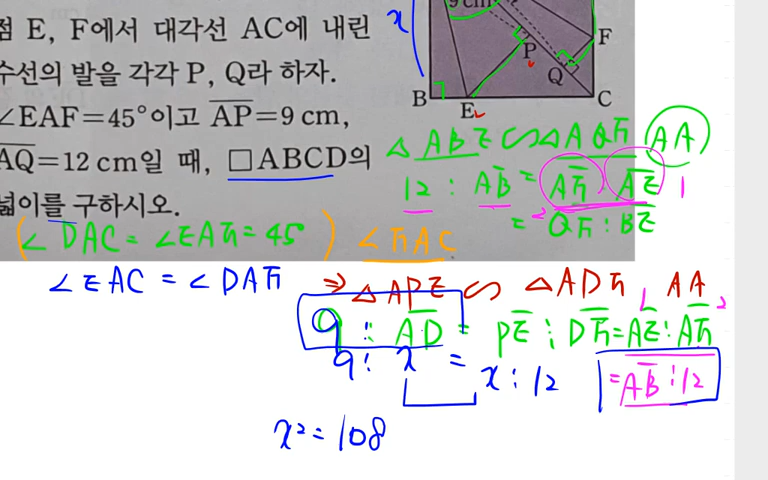 점 E, F에서 대각선 AC에 내린
수선의 발을 각각 P, Q라 하자.
∠EAF=45°이고 AP=9 cm,
AQ=12 cm일 때, □ABCD의
넓이를 구하시오.
9 cm
x
B
E
P
Q
F
C
△ABE ∽ △AQF (AA)
12 : AB = AF : AE 1
= 2 QF : BE
(∠DAC = ∠EAF = 45°) ∠FAC
∠EAC = ∠DAF ⇒ △APE ∽ △ADF AA
9 : AD = PE : DF = AE : AF 2
9 : x = x : 12
= AB : 12
x² = 108